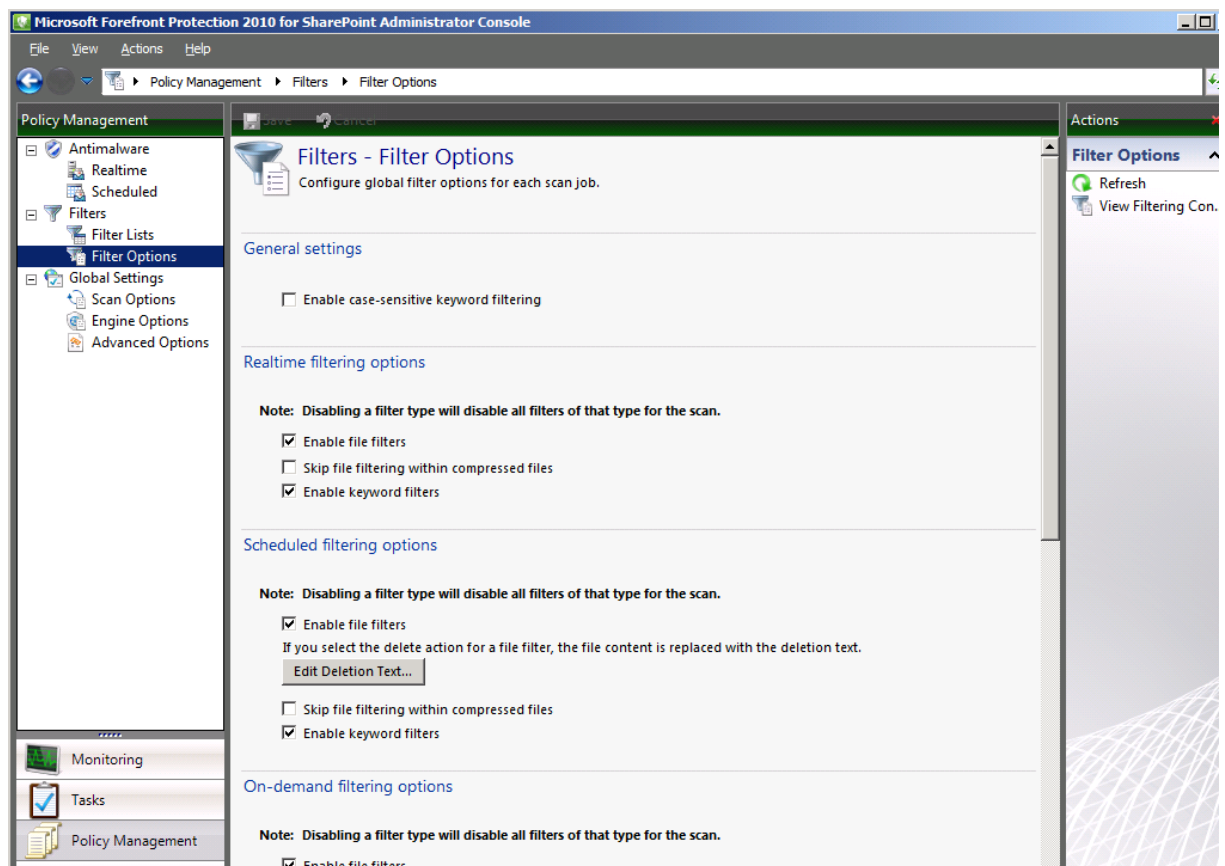 Microsoft Forefront Protection 2010 for SharePoint Administrator Console
File View Actions Help
Policy Management Filters Filter Options
Policy Management
Antimalware
Realtime
Scheduled
Filters
Filter Lists
Filter Options
Global Settings
Scan Options
Engine Options
Advanced Options
Monitoring
Tasks
Policy Management
Save Cancel
Filters - Filter Options
Configure global filter options for each scan job.
General settings
Enable case-sensitive keyword filtering
Realtime filtering options
Note: Disabling a filter type will disable all filters of that type for the scan.
Enable file filters
Skip file filtering within compressed files
Enable keyword filters
Scheduled filtering options
Note: Disabling a filter type will disable all filters of that type for the scan.
Enable file filters
If you select the delete action for a file filter, the file content is replaced with the deletion text.
Edit Deletion Text...
Skip file filtering within compressed files
Enable keyword filters
On-demand filtering options
Note: Disabling a filter type will disable all filters of that type for the scan.
Enable file filters
Actions
Filter Options
Refresh
View Filtering Con.